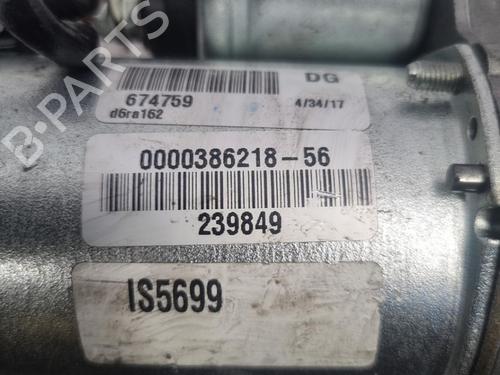 674759
DG
d6ra162
4/34/17
0000386218-56
239849
IS5699
B-PARTS